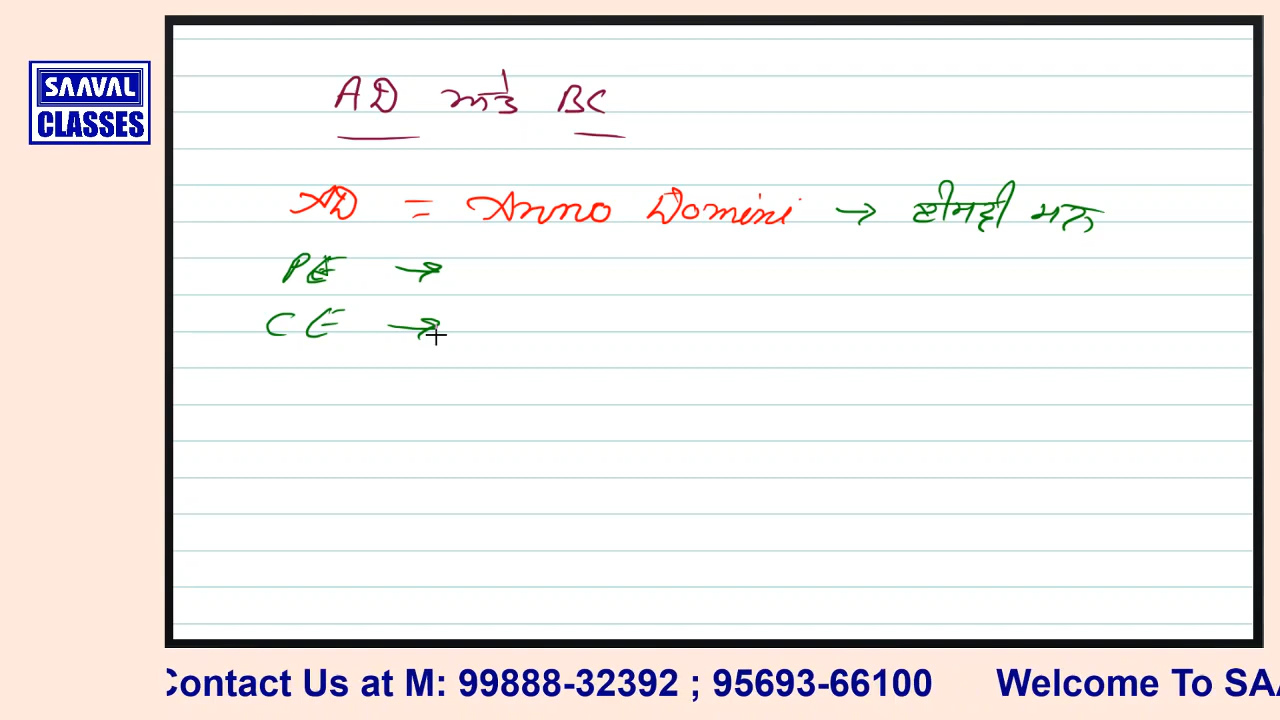 SAAVAL
CLASSES
AD ਅਤੇ BC
AD = Anno Domini → ਈਸਵੀ ਸਨ
PE →
CE →
Contact Us at M: 99888-32392 ; 95693-66100 Welcome To SAA